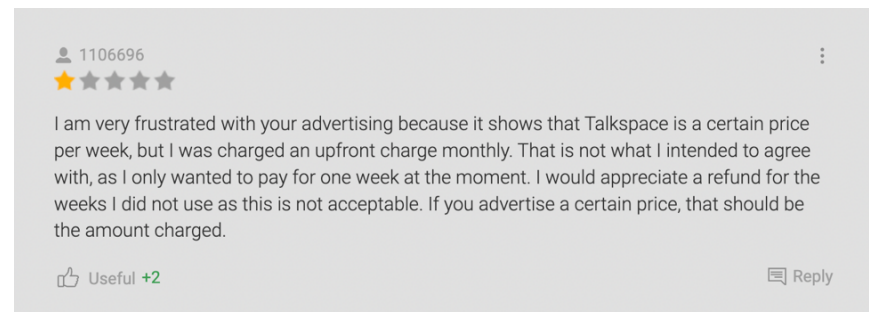 1106696
I am very frustrated with your advertising because it shows that Talkspace is a certain price
per week, but I was charged an upfront charge monthly. That is not what I intended to agree
with, as I only wanted to pay for one week at the moment. I would appreciate a refund for the
weeks I did not use as this is not acceptable. If you advertise a certain price, that should be
the amount charged.
Useful +2
Reply